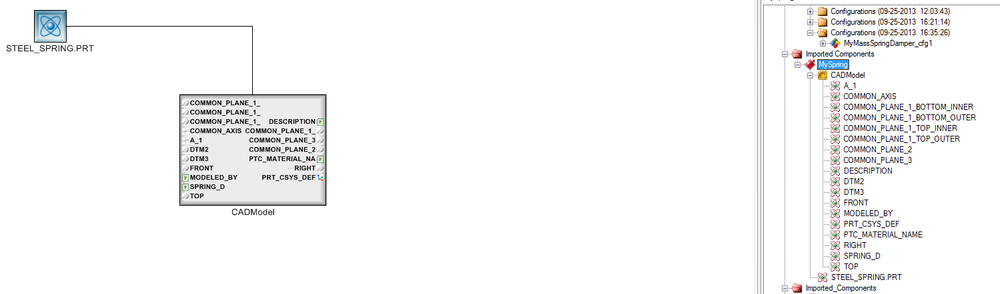 STEEL_SPRING.PRT
COMMON_PLANE_1_
COMMON_PLANE_1_
COMMON_PLANE_1_ DESCRIPTION P
COMMON_AXIS COMMON_PLANE_1_
A_1 COMMON_PLANE_3
DTM2 COMMON_PLANE_2
DTM3 PTC_MATERIAL_NA P
FRONT RIGHT
P MODELED_BY PRT_CSYS_DEF
P SPRING_D
TOP
CADModel
Configurations (09-25-2013 12:03:43)
Configurations (09-25-2013 16:21:14)
Configurations (09-25-2013 16:35:26)
MyMassSpringDamper_cfg1
Imported Components
MySpring
CADModel
A_1
COMMON_AXIS
COMMON_PLANE_1_BOTTOM_INNER
COMMON_PLANE_1_BOTTOM_OUTER
COMMON_PLANE_1_TOP_INNER
COMMON_PLANE_1_TOP_OUTER
COMMON_PLANE_2
COMMON_PLANE_3
DESCRIPTION
DTM2
DTM3
FRONT
MODELED_BY
PRT_CSYS_DEF
PTC_MATERIAL_NAME
RIGHT
SPRING_D
TOP
STEEL_SPRING.PRT
Imported_Components